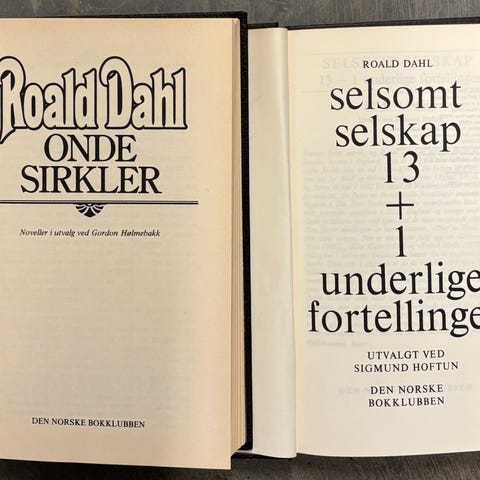 Roald Dahl
ONDE
SIRKLER
Noveller i utvalg ved Gordon Hølmebakk
DEN NORSKE BOKKLUBBEN
ROALD DAHL
selsomt
selskap
13
+
1
underlige
fortellinge
UTVALGT VED
SIGMUND HOFTUN
DEN NORSKE
BOKKLUBBEN